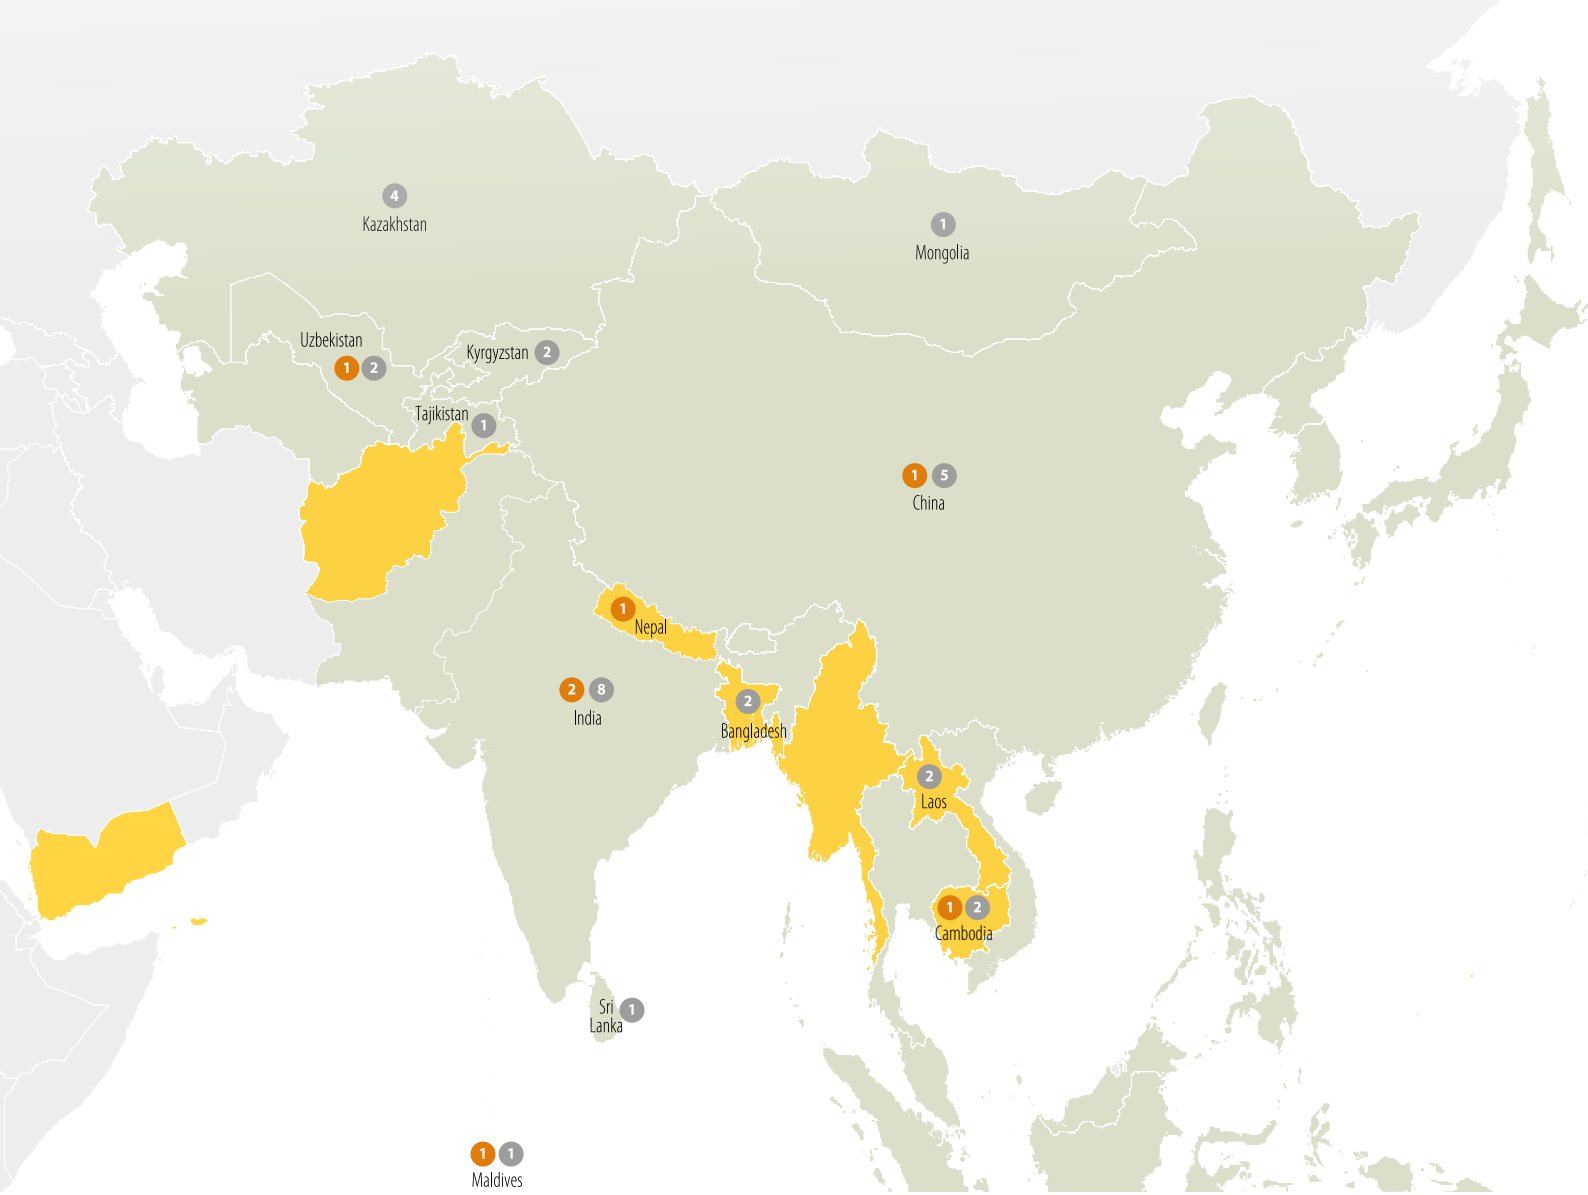 4
Kazakhstan
1
Mongolia
Uzbekistan
1 2
Kyrgyzstan 2
Tajikistan
1
1 5
China
1
Nepal
2 8
India
2
Bangladesh
2
Laos
1 2
Cambodia
Sri
Lanka
1
1 1
Maldives